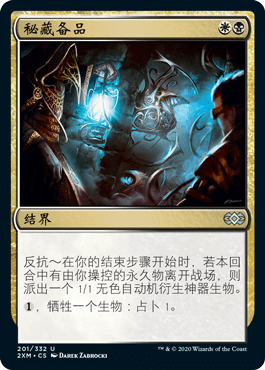 秘藏备品
结界
反抗～在你的结束步骤开始时，若本回
合中有由你操控的永久物离开战场，则
派出一个 1/1 无色自动机衍生神器生物。
1，牺牲一个生物：占卜 1。
201/332 U
2XM • CS DAREK ZABROCKI
™ & © 2020 Wizards of the Coast